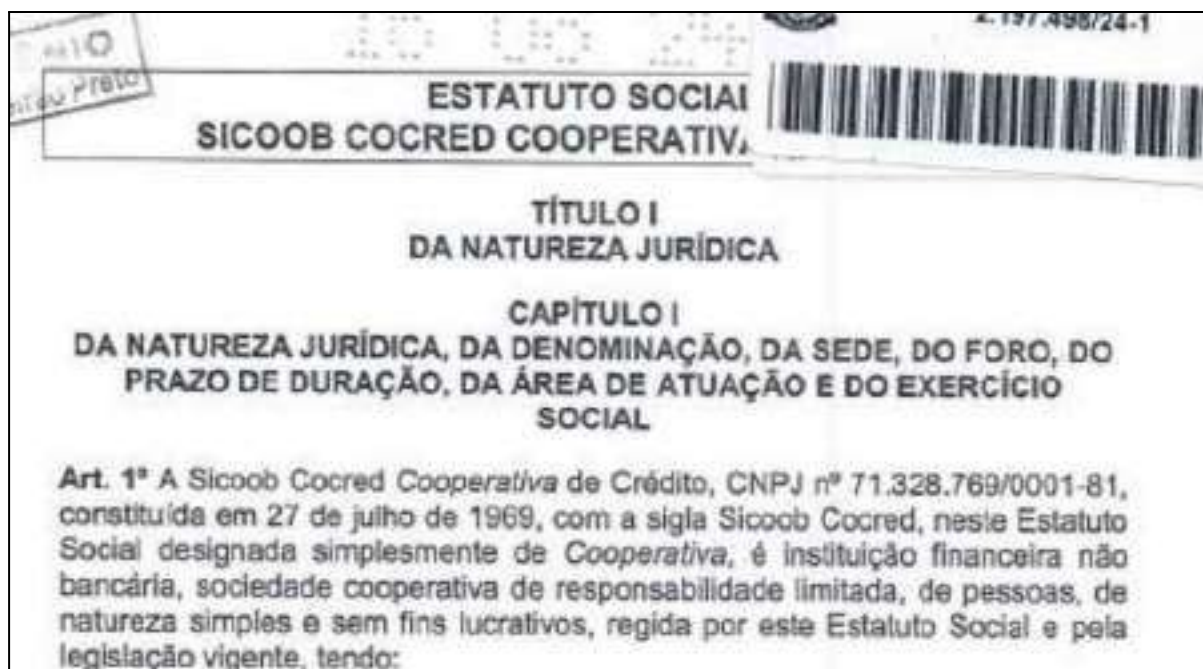 2.197.498/24-1
10 06 24
ESTATUTO SOCIAL
SICOOB COCRED COOPERATIV
TÍTULO I
DA NATUREZA JURÍDICA
CAPÍTULO I
DA NATUREZA JURÍDICA, DA DENOMINAÇÃO, DA SEDE, DO FORO, DO
PRAZO DE DURAÇÃO, DA ÁREA DE ATUAÇÃO E DO EXERCÍCIO
SOCIAL
Art. 1º A Sicoob Cocred Cooperativa de Crédito, CNPJ nº 71.328.769/0001-81,
constituída em 27 de julho de 1969, com a sigla Sicoob Cocred, neste Estatuto
Social designada simplesmente de Cooperativa, é instituição financeira não
bancária, sociedade cooperativa de responsabilidade limitada, de pessoas, de
natureza simples e sem fins lucrativos, regida por este Estatuto Social e pela
legislação vigente, tendo: